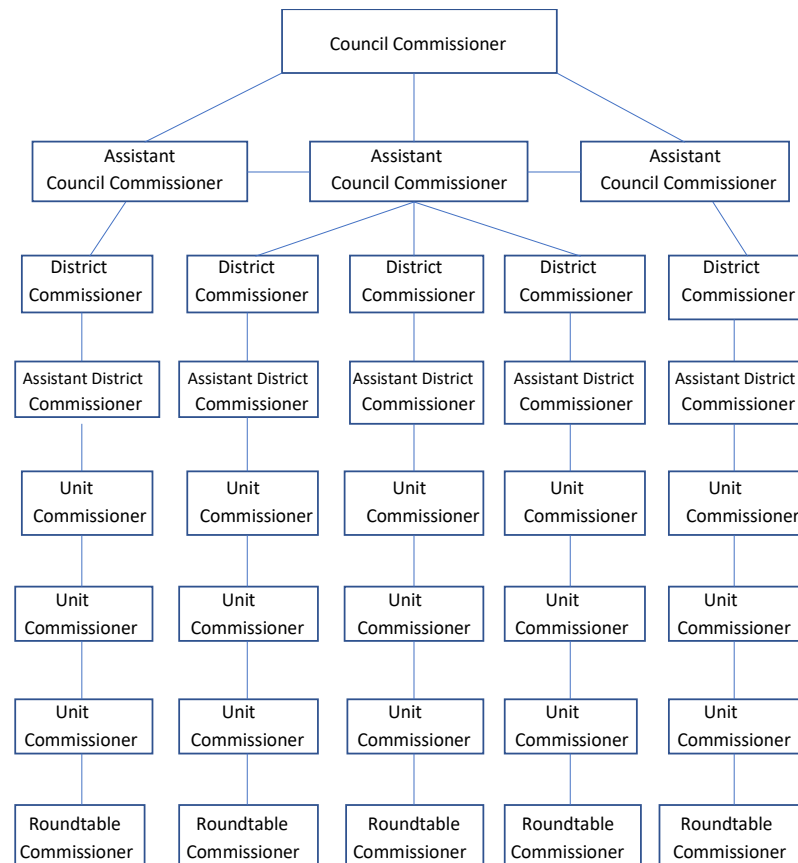 Council Commissioner
Assistant
Council Commissioner
Assistant
Council Commissioner
Assistant
Council Commissioner
District
Commissioner
District
Commissioner
District
Commissioner
District
Commissioner
District
Commissioner
Assistant District
Commissioner
Assistant District
Commissioner
Assistant District
Commissioner
Assistant District
Commissioner
Assistant District
Commissioner
Unit
Commissioner
Unit
Commissioner
Unit
Commissioner
Unit
Commissioner
Unit
Commissioner
Unit
Commissioner
Unit
Commissioner
Unit
Commissioner
Unit
Commissioner
Unit
Commissioner
Unit
Commissioner
Unit
Commissioner
Unit
Commissioner
Unit
Commissioner
Unit
Commissioner
Roundtable
Commissioner
Roundtable
Commissioner
Roundtable
Commissioner
Roundtable
Commissioner
Roundtable
Commissioner